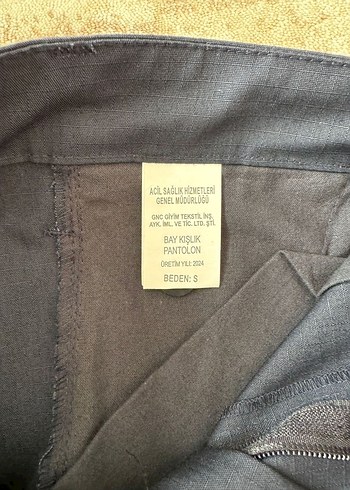 ACİL SAĞLIK HİZMETLERİ
GENEL MÜDÜRLÜĞÜ
GNC GİYİM TEKSTİL İNŞ.
AYK. İML. VE TİC. LTD. ŞTİ.
BAY KIŞLIK
PANTOLON
ÜRETİM YILI: 2024
BEDEN: S